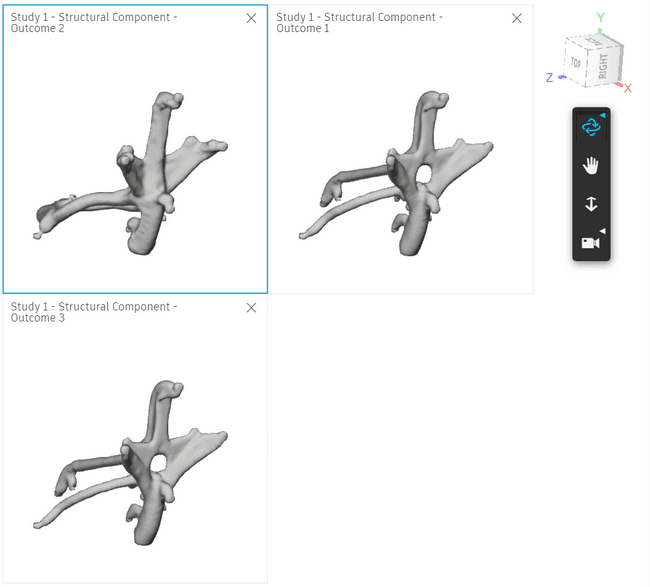 Study 1 - Structural Component -
Outcome 2
Study 1 - Structural Component -
Outcome 1
Y
TOP
RIGHT
Z
X
Study 1 - Structural Component -
Outcome 3